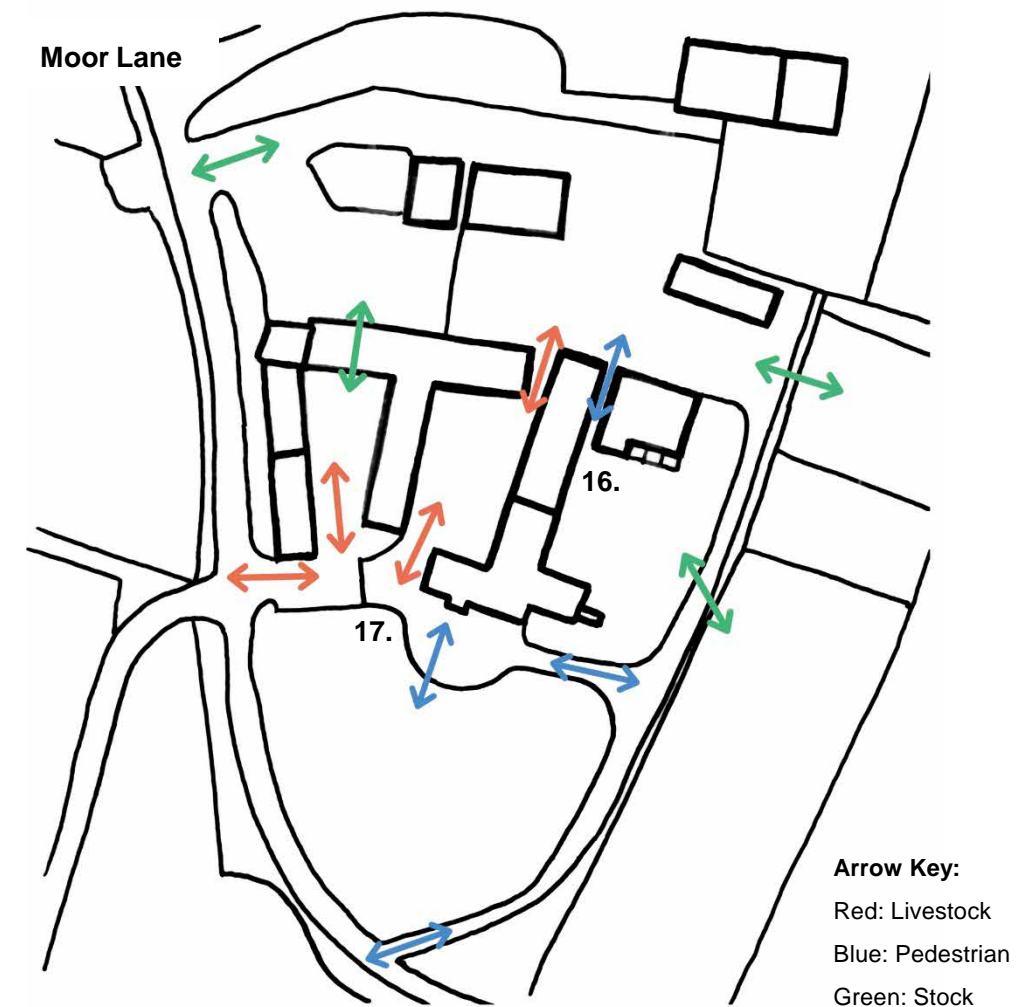 Moor Lane
16.
17.
Arrow Key:
Red: Livestock
Blue: Pedestrian
Green: Stock